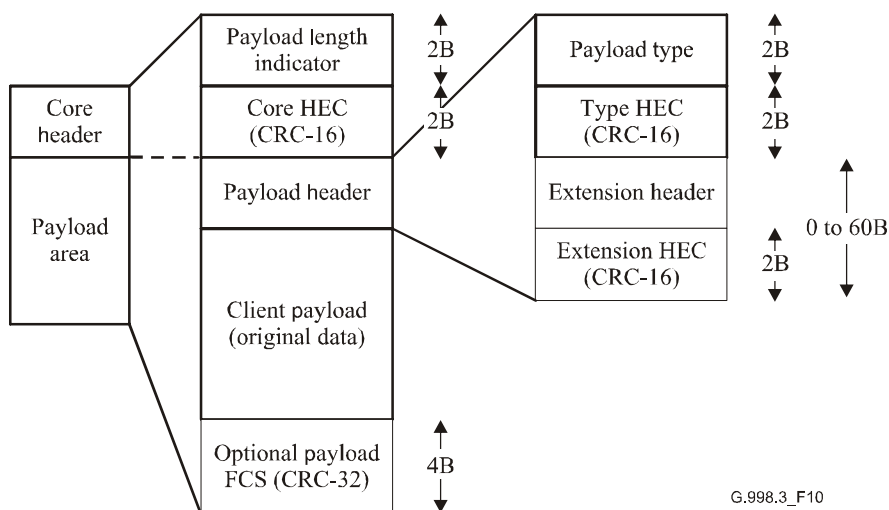 Core
header
Payload
area
Payload length
indicator
2B
Core HEC
(CRC-16)
2B
Payload header
Client payload
(original data)
Optional payload
FCS (CRC-32)
4B
Payload type
2B
Type HEC
(CRC-16)
2B
Extension header
0 to 60B
Extension HEC
(CRC-16)
2B
G.998.3_F10